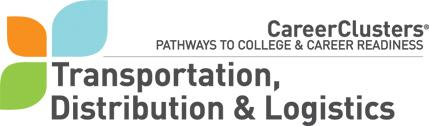 CareerClusters®
PATHWAYS TO COLLEGE & CAREER READINESS
Transportation,
Distribution & Logistics